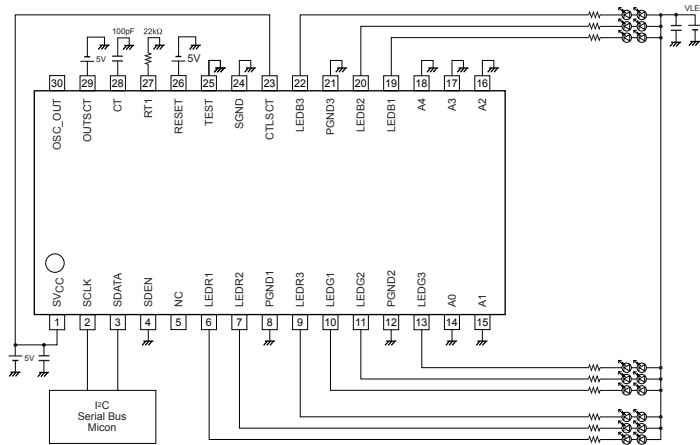 VLED
100pF 22kΩ
5V 5V
30 29 28 27 26 25 24 23 22 21 20 19 18 17 16
OSC_OUT OUTSCT CT RT1 RESET TEST SGND CTLSCT LEDB3 PGND3 LEDB2 LEDB1 A4 A3 A2
SVCC SCLK SDATA SDEN NC LEDR1 LEDR2 PGND1 LEDR3 LEDG1 LEDG2 PGND2 LEDG3 A0 A1
1 2 3 4 5 6 7 8 9 10 11 12 13 14 15
5V
I2C
Serial Bus
Micon